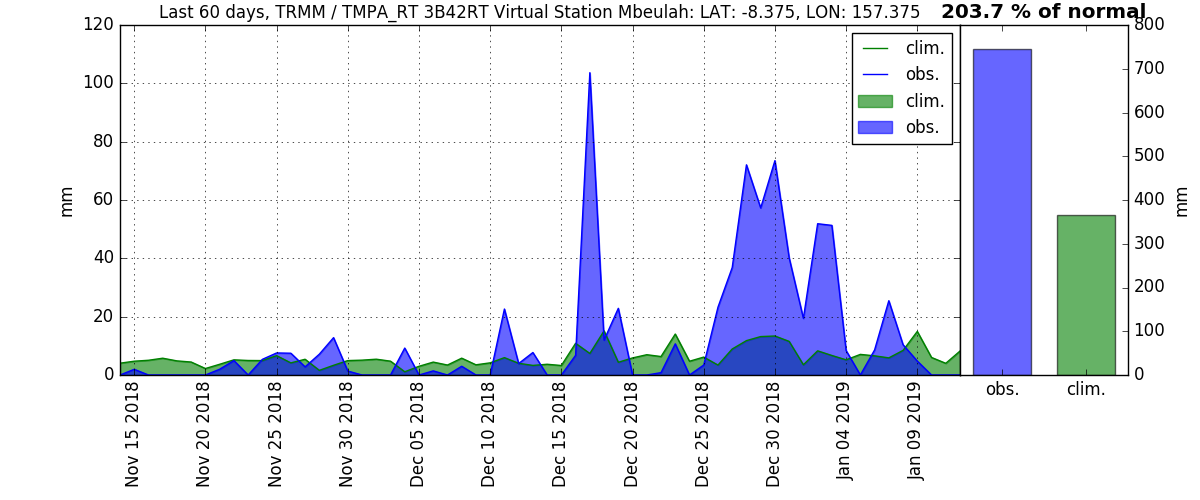 Last 60 days, TRMM / TMPA_RT 3B42RT Virtual Station Mbeulah: LAT: -8.375, LON: 157.375
203.7 % of normal
120
100
80
60
40
20
0
mm
clim.
obs.
clim.
obs.
800
700
600
500
400
300
200
100
0
mm
obs.
clim.
Nov 15 2018
Nov 20 2018
Nov 25 2018
Nov 30 2018
Dec 05 2018
Dec 10 2018
Dec 15 2018
Dec 20 2018
Dec 25 2018
Dec 30 2018
Jan 04 2019
Jan 09 2019